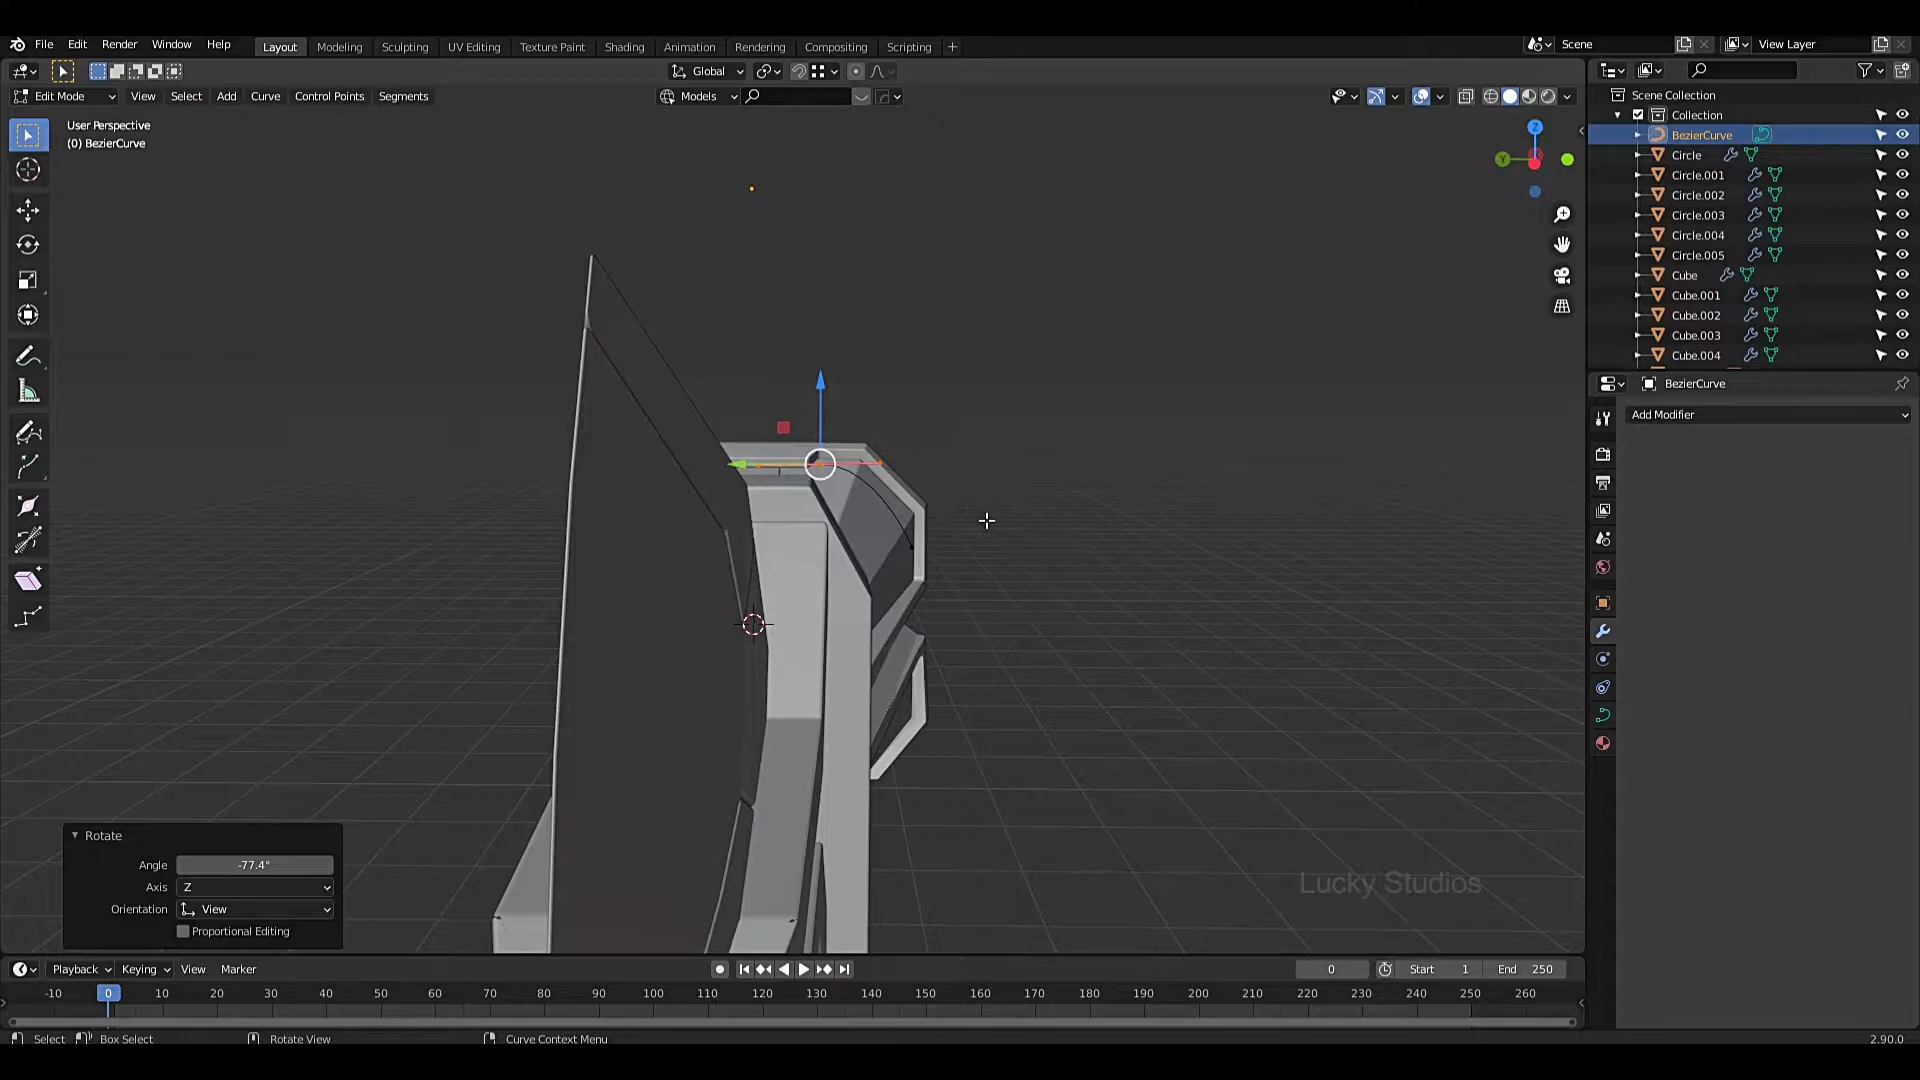 File Edit Render Window Help Layout Modeling Sculpting UV Editing Texture Paint Shading Animation Rendering Compositing Scripting + Scene View Layer
Global
Edit Mode View Select Add Curve Control Points Segments Models
User Perspective
(0) BezierCurve
Z
Y
Scene Collection
Collection
BezierCurve
Circle
Circle.001
Circle.002
Circle.003
Circle.004
Circle.005
Cube
Cube.001
Cube.002
Cube.003
Cube.004
BezierCurve
Add Modifier
Rotate
Angle -77.4°
Axis Z
Orientation View
Proportional Editing
Lucky Studios
Playback Keying View Marker 0 Start 1 End 250
-10 0 10 20 30 40 50 60 70 80 90 100 110 120 130 140 150 160 170 180 190 200 210 220 230 240 250 260
Select Box Select Rotate View Curve Context Menu 2.90.0